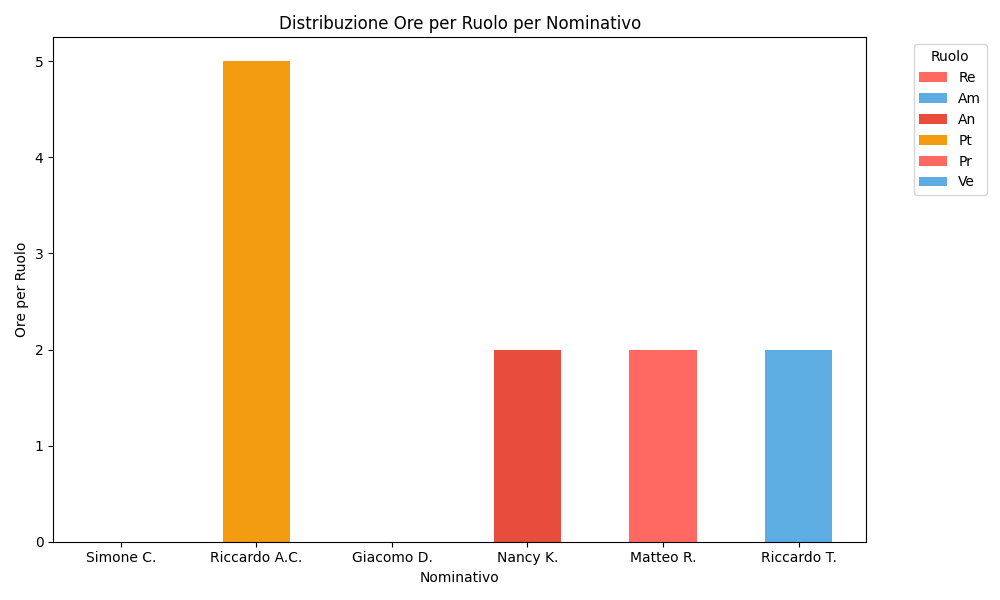 Distribuzione Ore per Ruolo per Nominativo
Ruolo
Re
Am
An
Pt
Pr
Ve
Ore per Ruolo
5
4
3
2
1
0
Simone C. Riccardo A.C. Giacomo D. Nancy K. Matteo R. Riccardo T.
Nominativo